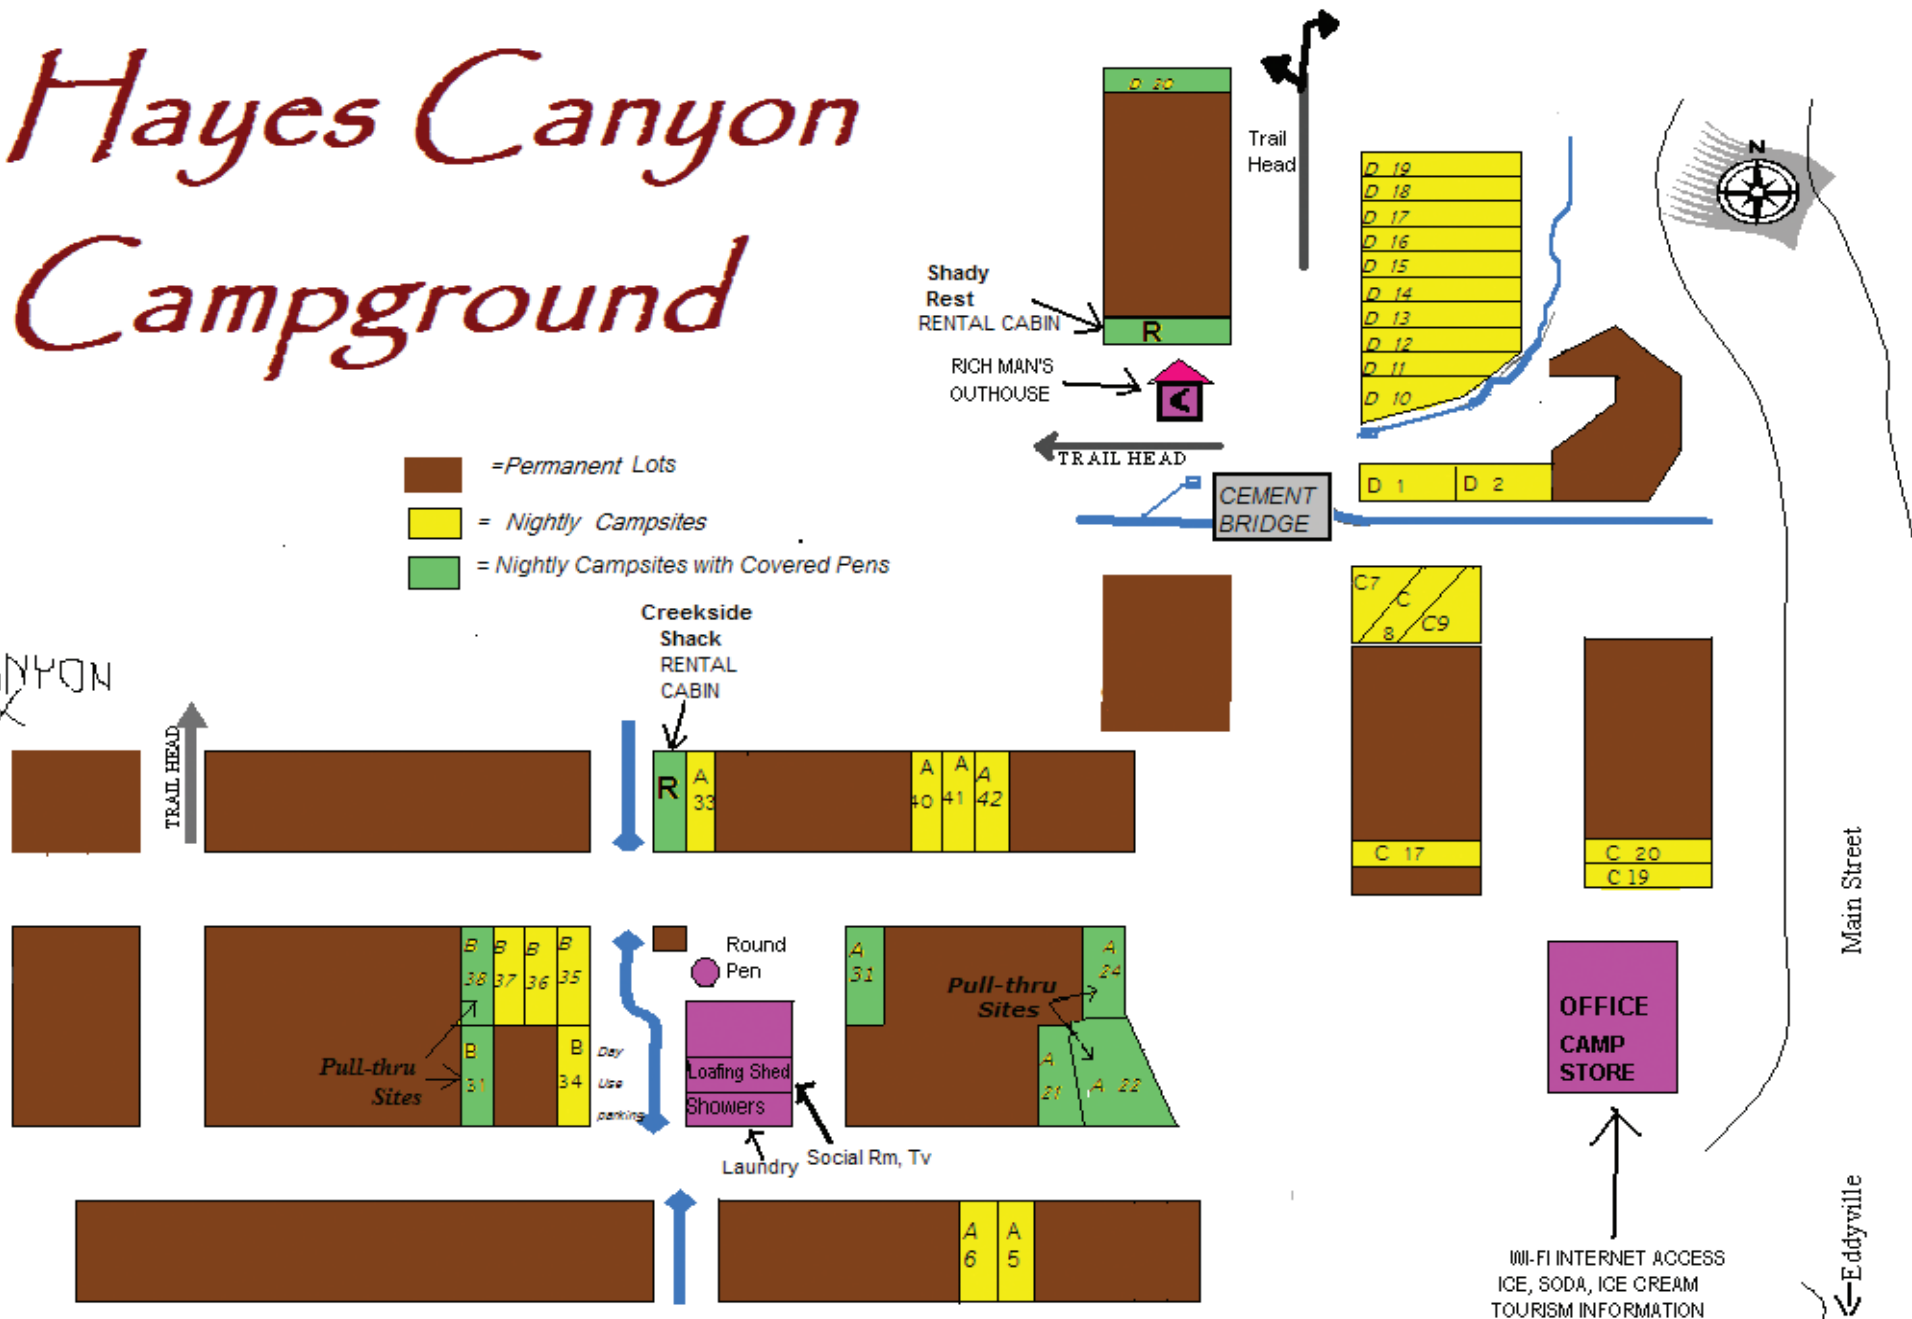 Hayes Canyon
Campground
D 20
Trail
Head
N
D 19
D 18
D 17
D 16
D 15
D 14
D 13
D 12
D 11
D 10
Shady
Rest
RENTAL CABIN
R
RICH MAN'S
OUTHOUSE
TRAIL HEAD
=Permanent Lots
= Nightly Campsites
= Nightly Campsites with Covered Pens
D 1
D 2
CEMENT
BRIDGE
C7
C
8
C9
Creekside
Shack
RENTAL
CABIN
NYON
TRAIL HEAD
R
A
33
A
40
A
41
A
42
C 17
C 20
C 19
Main Street
B
38
B
37
B
36
B
35
Round
Pen
A
31
A
24
Pull-thru
Sites
OFFICE
CAMP
STORE
Pull-thru
Sites
B
31
B
34
Day
Use
parking
Loafing Shed
Showers
A
21
A 22
Laundry
Social Rm, Tv
Eddyville
A
6
A
5
WI-FI INTERNET ACCESS
ICE, SODA, ICE CREAM
TOURISM INFORMATION